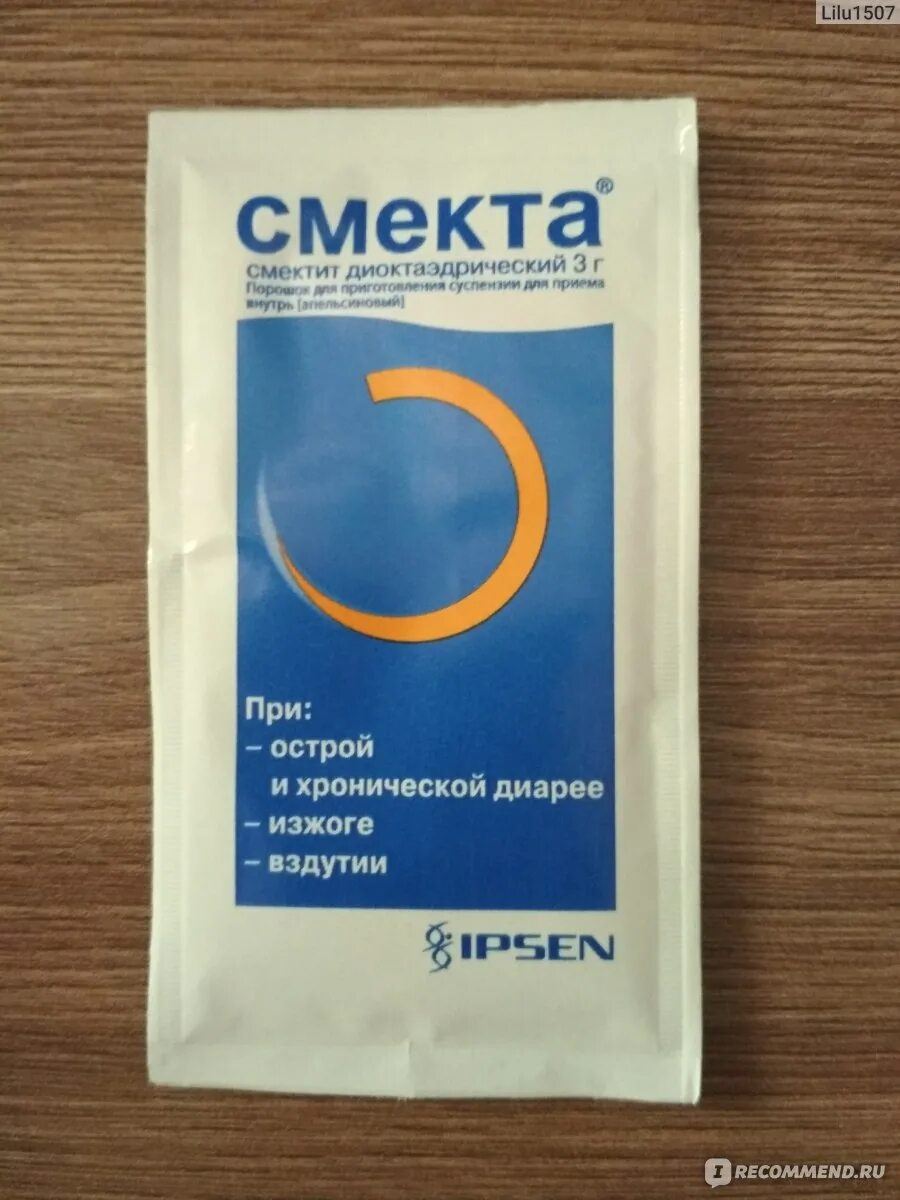 Lilu1507
смекта®
смектит диоктаэдрический 3 г
Порошок для приготовления суспензии для приема
внутрь [апельсиновый]
При:
– острой
и хронической диарее
– изжоге
– вздутии
IPSEN
IRECOMMEND.RU